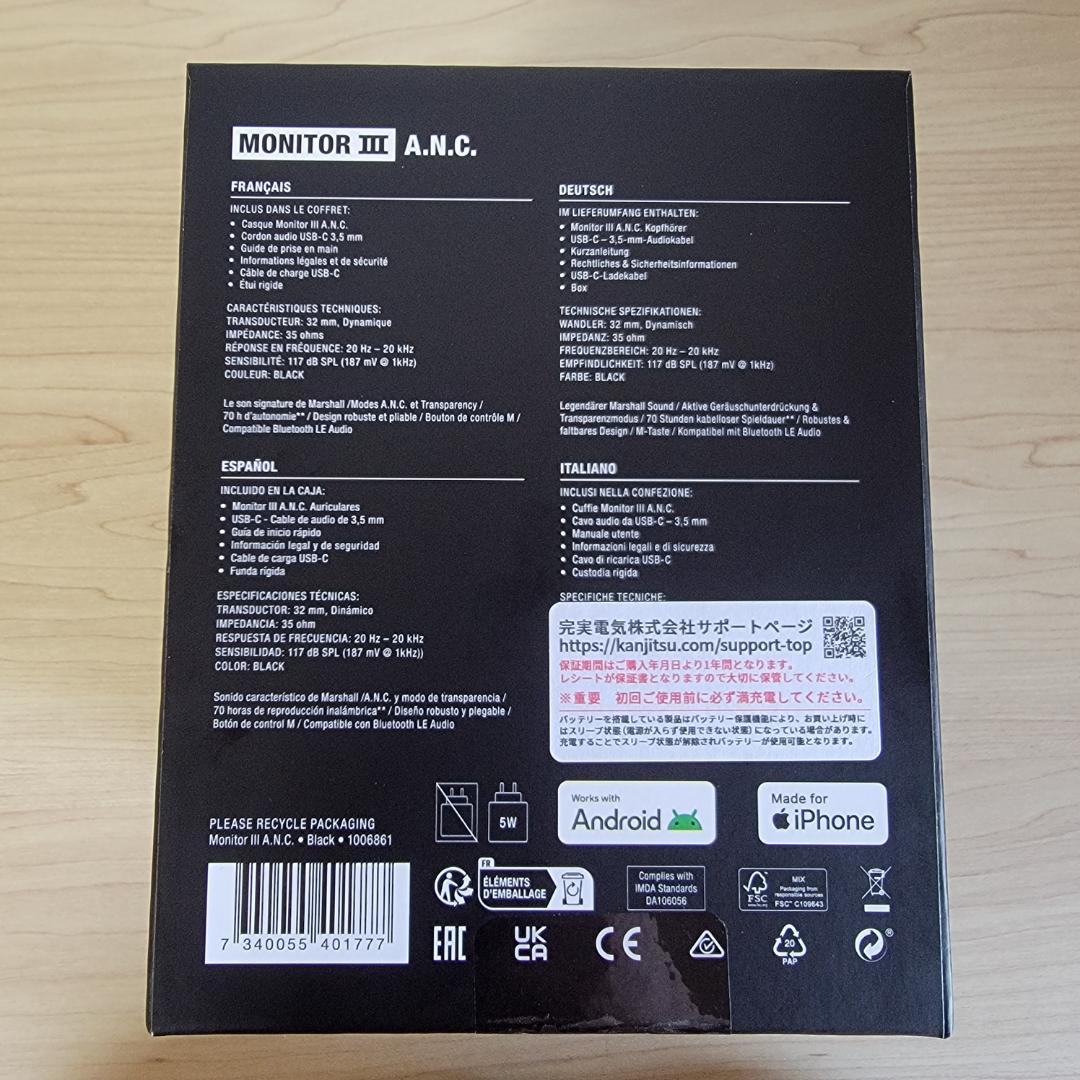 MONITOR III A.N.C.
FRANÇAIS
INCLUS DANS LE COFFRET:
• Casque Monitor III A.N.C.
• Cordon audio USB-C 3,5 mm
• Guide de prise en main
• Informations légales et de sécurité
• Câble de charge USB-C
• Étui rigide
CARACTÉRISTIQUES TECHNIQUES:
TRANSDUCTEUR: 32 mm, Dynamique
IMPÉDANCE: 35 ohms
RÉPONSE EN FRÉQUENCE: 20 Hz – 20 kHz
SENSIBILITÉ: 117 dB SPL (187 mV @ 1kHz)
COULEUR: BLACK
Le son signature de Marshall /Modes A.N.C. et Transparency /
70 h d'autonomie** / Design robuste et pliable / Bouton de contrôle M /
Compatible Bluetooth LE Audio
DEUTSCH
IM LIEFERUMFANG ENTHALTEN:
• Monitor III A.N.C. Kopfhörer
• USB-C – 3,5-mm-Audiokabel
• Kurzanleitung
• Rechtliches & Sicherheitsinformationen
• USB-C-Ladekabel
• Box
TECHNISCHE SPEZIFIKATIONEN:
WANDLER: 32 mm, Dynamisch
IMPEDANZ: 35 ohm
FREQUENZBEREICH: 20 Hz – 20 kHz
EMPFINDLICHKEIT: 117 dB SPL (187 mV @ 1kHz)
FARBE: BLACK
Legendärer Marshall Sound / Aktive Geräuschunterdrückung &
Transparenzmodus / 70 Stunden kabelloser Spieldauer** / Robustes &
faltbares Design / M-Taste / Kompatibel mit Bluetooth LE Audio
ESPAÑOL
INCLUIDO EN LA CAJA:
• Monitor III A.N.C. Auriculares
• USB-C - Cable de audio de 3,5 mm
• Guía de inicio rápido
• Información legal y de seguridad
• Cable de carga USB-C
• Funda rígida
ESPECIFICACIONES TÉCNICAS:
TRANSDUCTOR: 32 mm, Dinámico
IMPEDANCIA: 35 ohm
RESPUESTA DE FRECUENCIA: 20 Hz – 20 kHz
SENSIBILIDAD: 117 dB SPL (187 mV @ 1kHz))
COLOR: BLACK
Sonido característico de Marshall /A.N.C. y modo de transparencia /
70 horas de reproducción inalámbrica** / Diseño robusto y plegable /
Botón de control M / Compatible con Bluetooth LE Audio
ITALIANO
INCLUSI NELLA CONFEZIONE:
• Cuffie Monitor III A.N.C.
• Cavo audio da USB-C – 3,5 mm
• Manuale utente
• Informazioni legali e di sicurezza
• Cavo di ricarica USB-C
• Custodia rigida
SPECIFICHE TECNICHE:
完実電気株式会社サポートページ
https://kanjitsu.com/support-top
保証期間はご購入年月日より1年間となります。
レシートが保証書となりますので大切に保管してください。
※重要 初回ご使用前に必ず満充電してください。
バッテリーを搭載している製品はバッテリー保護機能により、お買い上げ時に
はスリープ状態（電源が入らず使用できない状態）になっている場合があります。
充電することでスリープ状態が解除されバッテリーが使用可能となります。
5W
Works with
Android
Made for
iPhone
PLEASE RECYCLE PACKAGING
Monitor III A.N.C. • Black • 1006861
7 340055 401777
FR
ÉLÉMENTS
D'EMBALLAGE
Complies with
IMDA Standards
DA106056
FSC
MIX
Packaging from
responsible sources
FSC™ C109643
EAC
UK
CA
CE
20
PAP
®